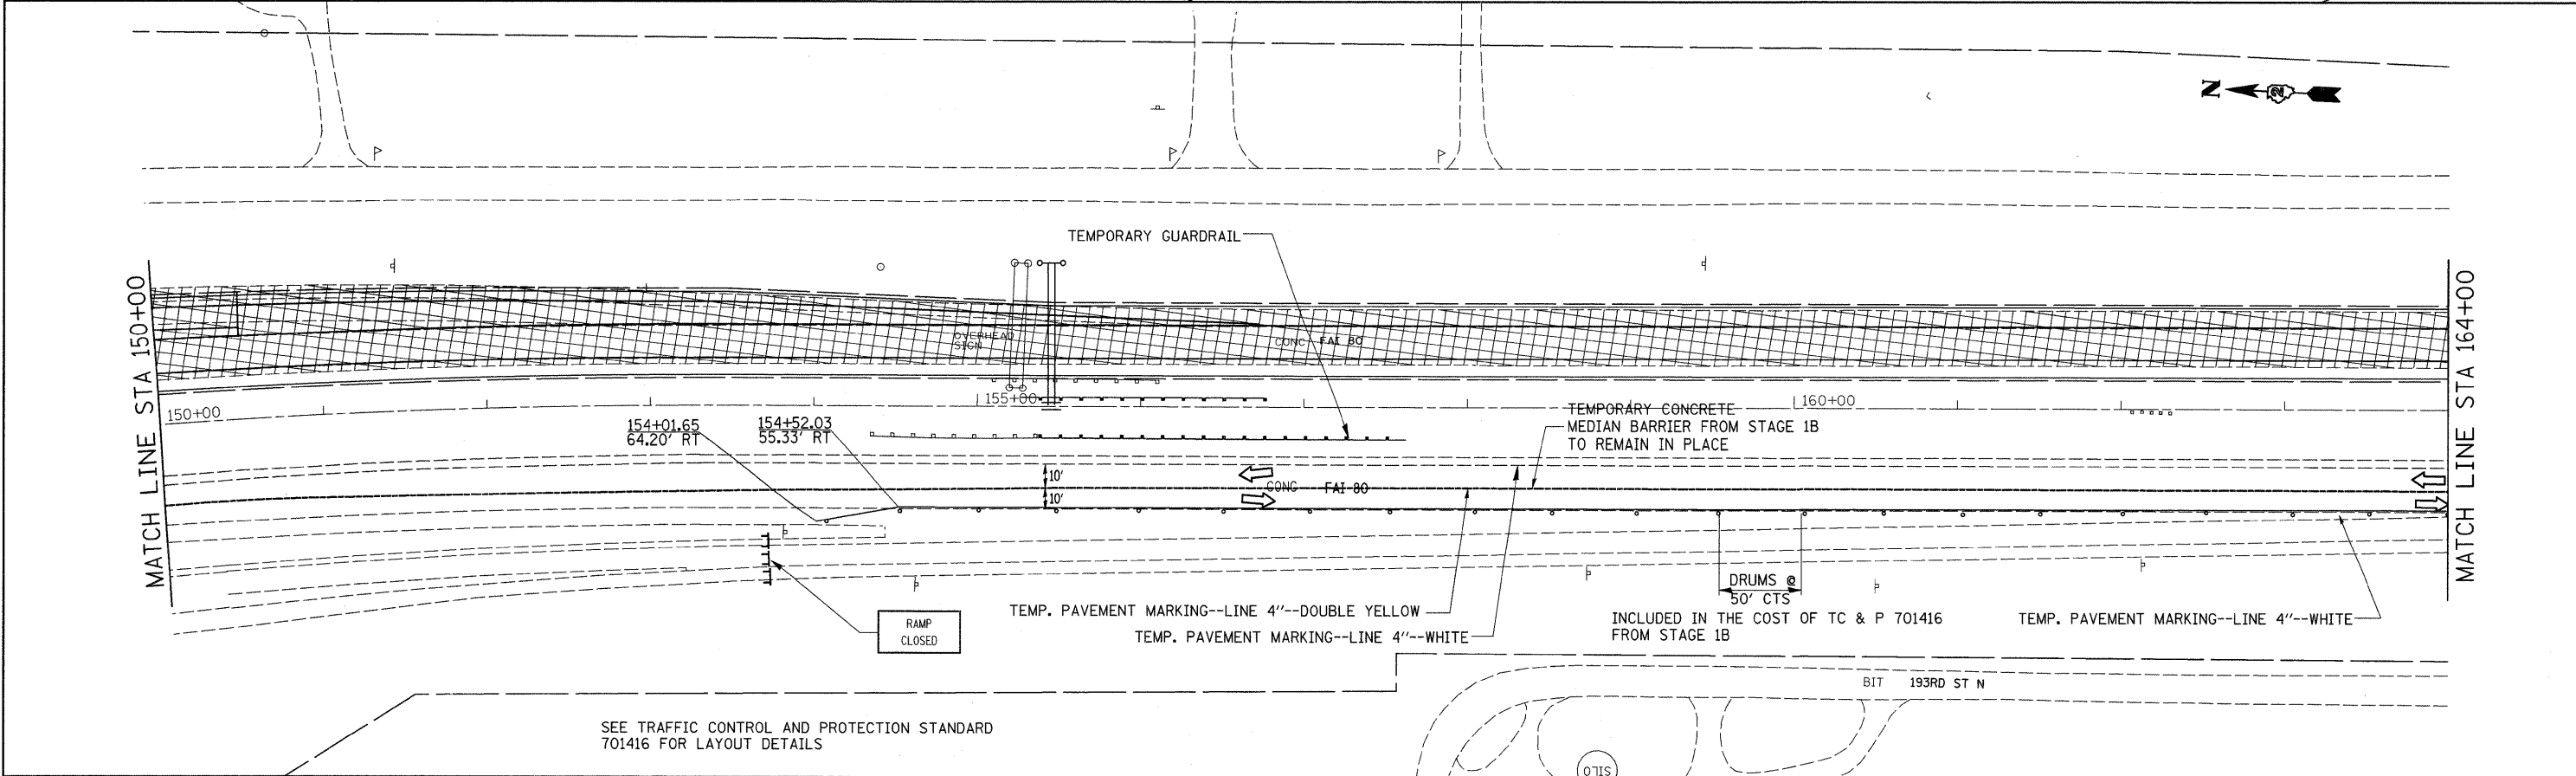 N
2
TEMPORARY GUARDRAIL
MATCH LINE STA 150+00
MATCH LINE STA 164+00
OVERHEAD
SIGN
CONC FAI 80
150+00
155+00
160+00
154+01.65
64.20' RT
154+52.03
55.33' RT
TEMPORARY CONCRETE
MEDIAN BARRIER FROM STAGE 1B
TO REMAIN IN PLACE
10'
10'
CONC FAI 80
DRUMS @
50' CTS
RAMP
CLOSED
TEMP. PAVEMENT MARKING--LINE 4"--DOUBLE YELLOW
TEMP. PAVEMENT MARKING--LINE 4"--WHITE
INCLUDED IN THE COST OF TC & P 701416
FROM STAGE 1B
TEMP. PAVEMENT MARKING--LINE 4"--WHITE
BIT 193RD ST N
SEE TRAFFIC CONTROL AND PROTECTION STANDARD
701416 FOR LAYOUT DETAILS
SILO